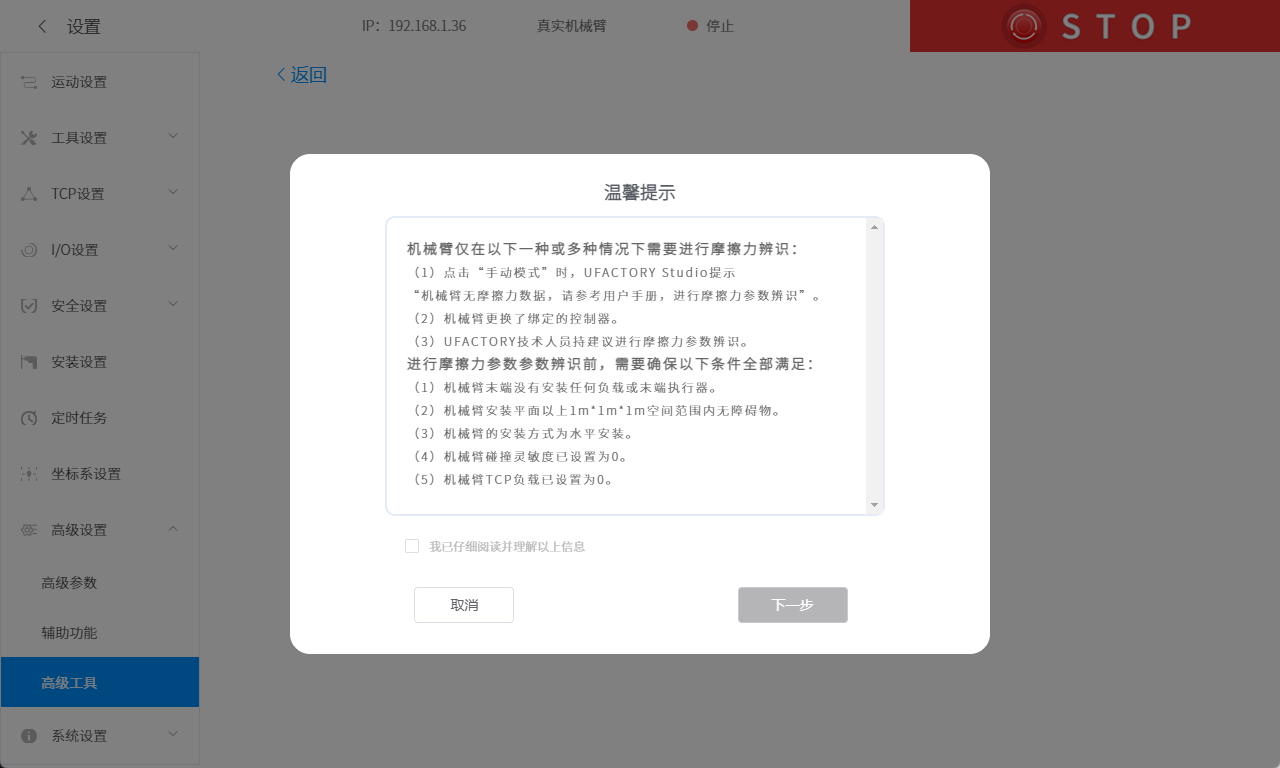 设置
IP：192.168.1.36
真实机械臂
停止
STOP
运动设置
工具设置
TCP设置
I/O设置
安全设置
安装设置
定时任务
坐标系设置
高级设置
高级参数
辅助功能
高级工具
系统设置
返回
温馨提示
机械臂仅在以下一种或多种情况下需要进行摩擦力辨识：
（1）点击“手动模式”时，UFACTORY Studio提示
“机械臂无摩擦力数据，请参考用户手册，进行摩擦力参数辨识”。
（2）机械臂更换了绑定的控制器。
（3）UFACTORY技术人员持建议进行摩擦力参数辨识。
进行摩擦力参数参数辨识前，需要确保以下条件全部满足：
（1）机械臂末端没有安装任何负载或末端执行器。
（2）机械臂安装平面以上1m*1m*1m空间范围内无障碍物。
（3）机械臂的安装方式为水平安装。
（4）机械臂碰撞灵敏度已设置为0。
（5）机械臂TCP负载已设置为0。
我已仔细阅读并理解以上信息
取消
下一步